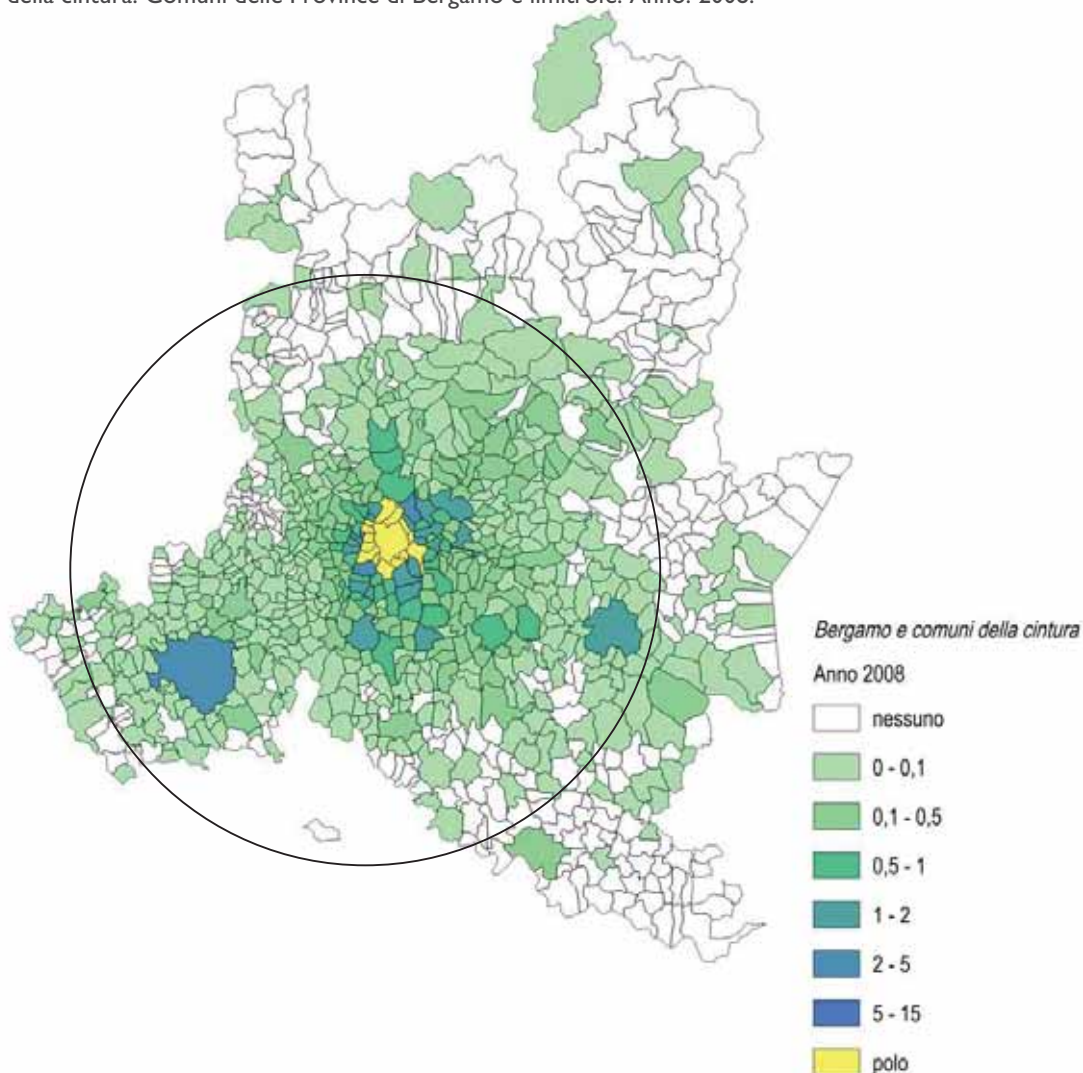 della cintura. Comuni delle Province di Bergamo e limitrofe. Anno: 2008.
Bergamo e comuni della cintura
Anno 2008
nessuno
0 - 0,1
0,1 - 0,5
0,5 - 1
1 - 2
2 - 5
5 - 15
polo